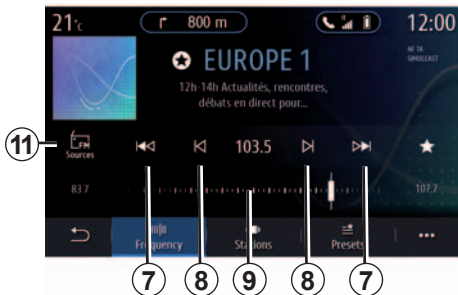 21°c
800 m
12:00
AF TA
SIMULCAST
EUROPE 1
12h-14h Actualités, rencontres,
débats en direct pour...
FM
Sources
103.5
83.7
107.7
Frequency
Stations
Presets
11
7
8
9
8
7